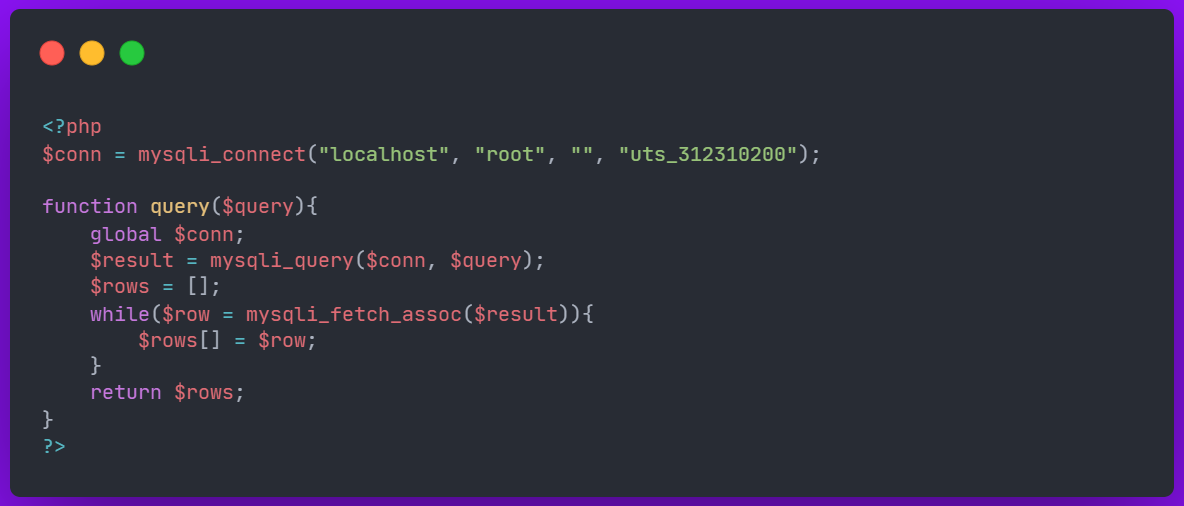 <?php
$conn = mysqli_connect("localhost", "root", "", "uts_312310200");

function query($query){
    global $conn;
    $result = mysqli_query($conn, $query);
    $rows = [];
    while($row = mysqli_fetch_assoc($result)){
        $rows[] = $row;
    }
    return $rows;
}
?>